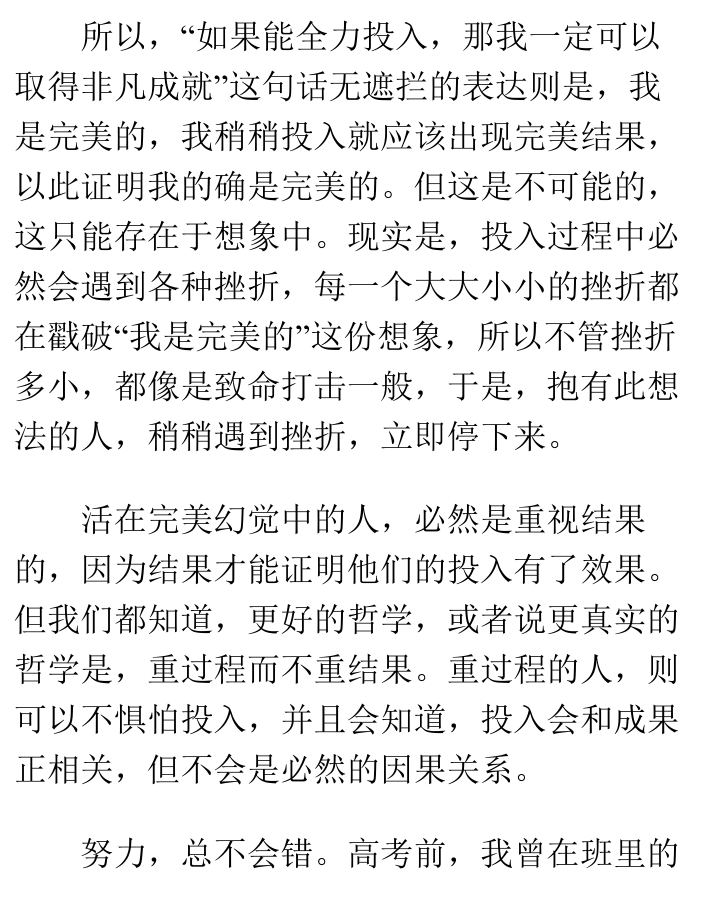 所以，“如果能全力投入，那我一定可以
取得非凡成就”这句话无遮拦的表达则是，我
是完美的，我稍稍投入就应该出现完美结果，
以此证明我的确是完美的。但这是不可能的，
这只能存在于想象中。现实是，投入过程中必
然会遇到各种挫折，每一个大大小小的挫折都
在戳破“我是完美的”这份想象，所以不管挫折
多小，都像是致命打击一般，于是，抱有此想
法的人，稍稍遇到挫折，立即停下来。
活在完美幻觉中的人，必然是重视结果
的，因为结果才能证明他们的投入有了效果。
但我们都知道，更好的哲学，或者说更真实的
哲学是，重过程而不重结果。重过程的人，则
可以不惧怕投入，并且会知道，投入会和成果
正相关，但不会是必然的因果关系。
努力，总不会错。高考前，我曾在班里的